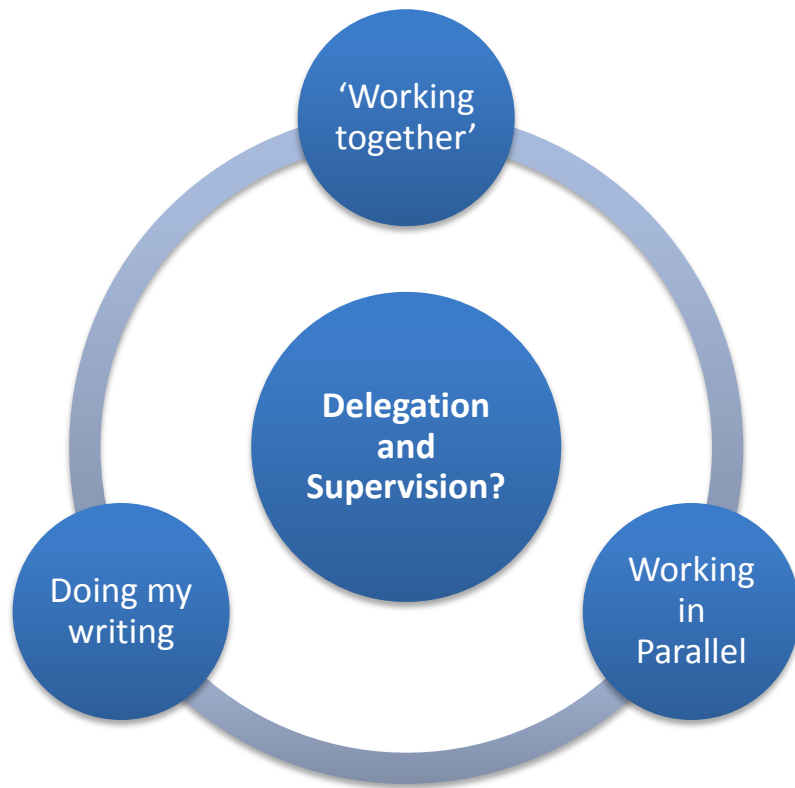 ‘Working
together’
Delegation
and
Supervision?
Doing my
writing
Working
in
Parallel